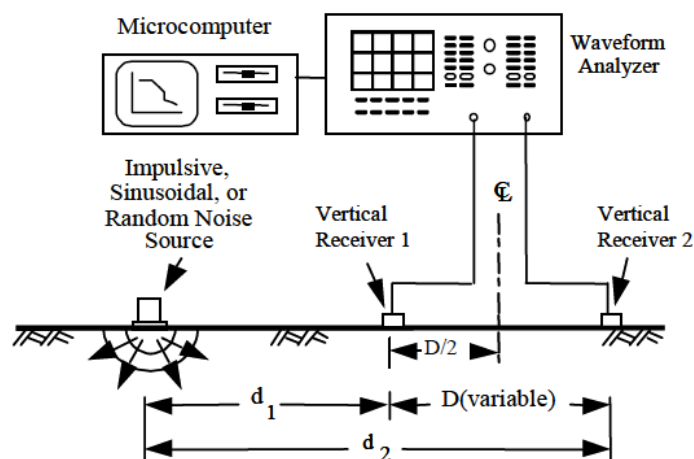 Microcomputer
Waveform
Analyzer
Impulsive,
Sinusoidal, or
Random Noise
Source
Vertical
Receiver 1
℄
Vertical
Receiver 2
D/2
d1
D(variable)
d2